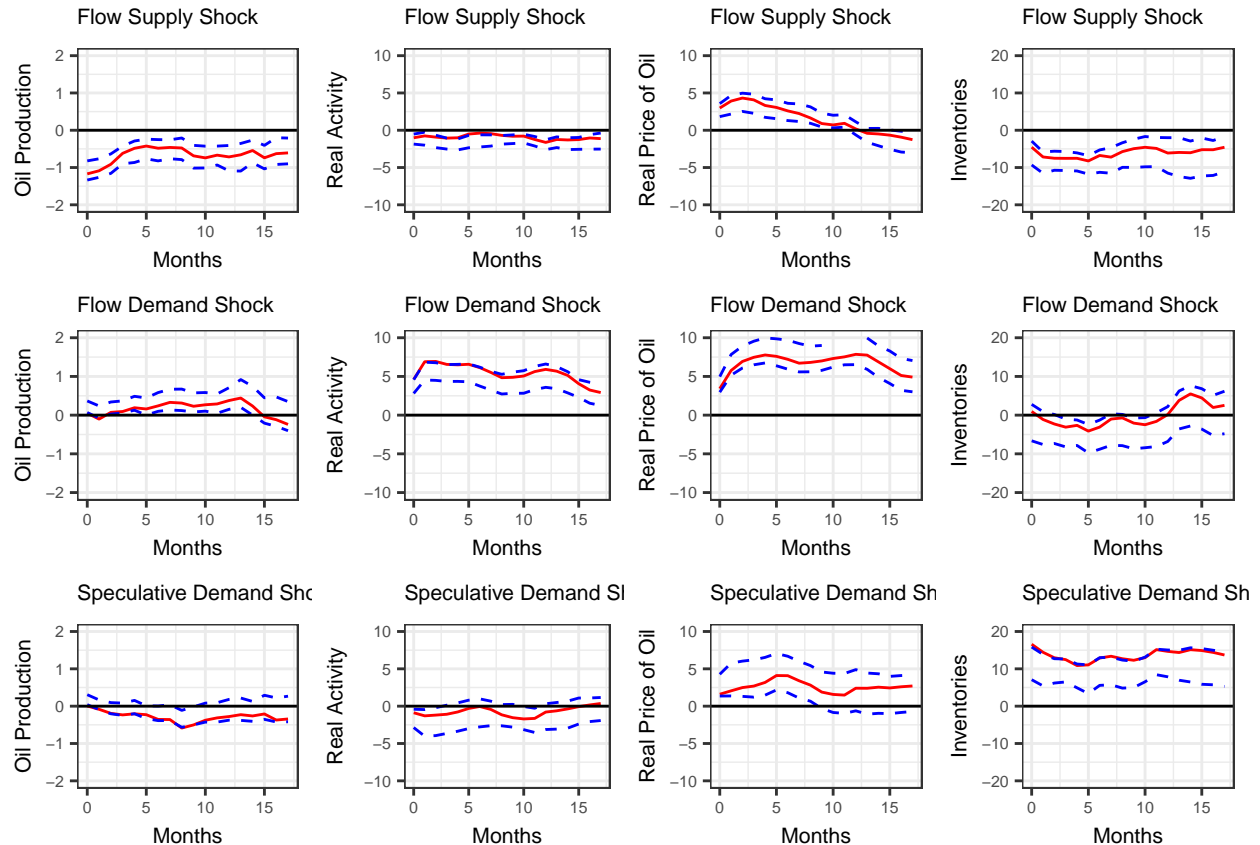 Flow Supply Shock
Oil Production
2
1
0
−1
−2
0 5 10 15
Months
Flow Supply Shock
Real Activity
10
5
0
−5
−10
0 5 10 15
Months
Flow Supply Shock
Real Price of Oil
10
5
0
−5
−10
0 5 10 15
Months
Flow Supply Shock
Inventories
20
10
0
−10
−20
0 5 10 15
Months
Flow Demand Shock
Oil Production
2
1
0
−1
−2
0 5 10 15
Months
Flow Demand Shock
Real Activity
10
5
0
−5
−10
0 5 10 15
Months
Flow Demand Shock
Real Price of Oil
10
5
0
−5
−10
0 5 10 15
Months
Flow Demand Shock
Inventories
20
10
0
−10
−20
0 5 10 15
Months
Speculative Demand Sho
Oil Production
2
1
0
−1
−2
0 5 10 15
Months
Speculative Demand Sh
Real Activity
10
5
0
−5
−10
0 5 10 15
Months
Speculative Demand Sh
Real Price of Oil
10
5
0
−5
−10
0 5 10 15
Months
Speculative Demand Sh
Inventories
20
10
0
−10
−20
0 5 10 15
Months